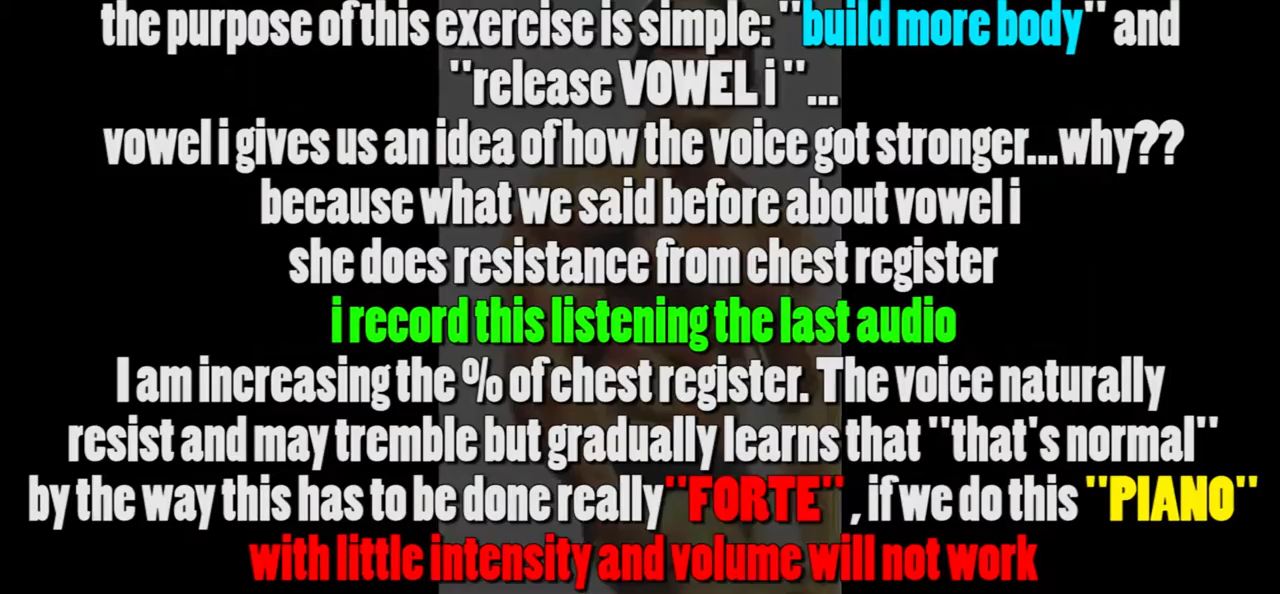 the purpose of this exercise is simple: "build more body" and
"release VOWEL i "...
vowel i gives us an idea of how the voice got stronger...why??
because what we said before about vowel i
she does resistance from chest register
i record this listening the last audio
I am increasing the % of chest register. The voice naturally
resist and may tremble but gradually learns that "that's normal"
by the way this has to be done really "FORTE" , if we do this "PIANO"
with little intensity and volume will not work